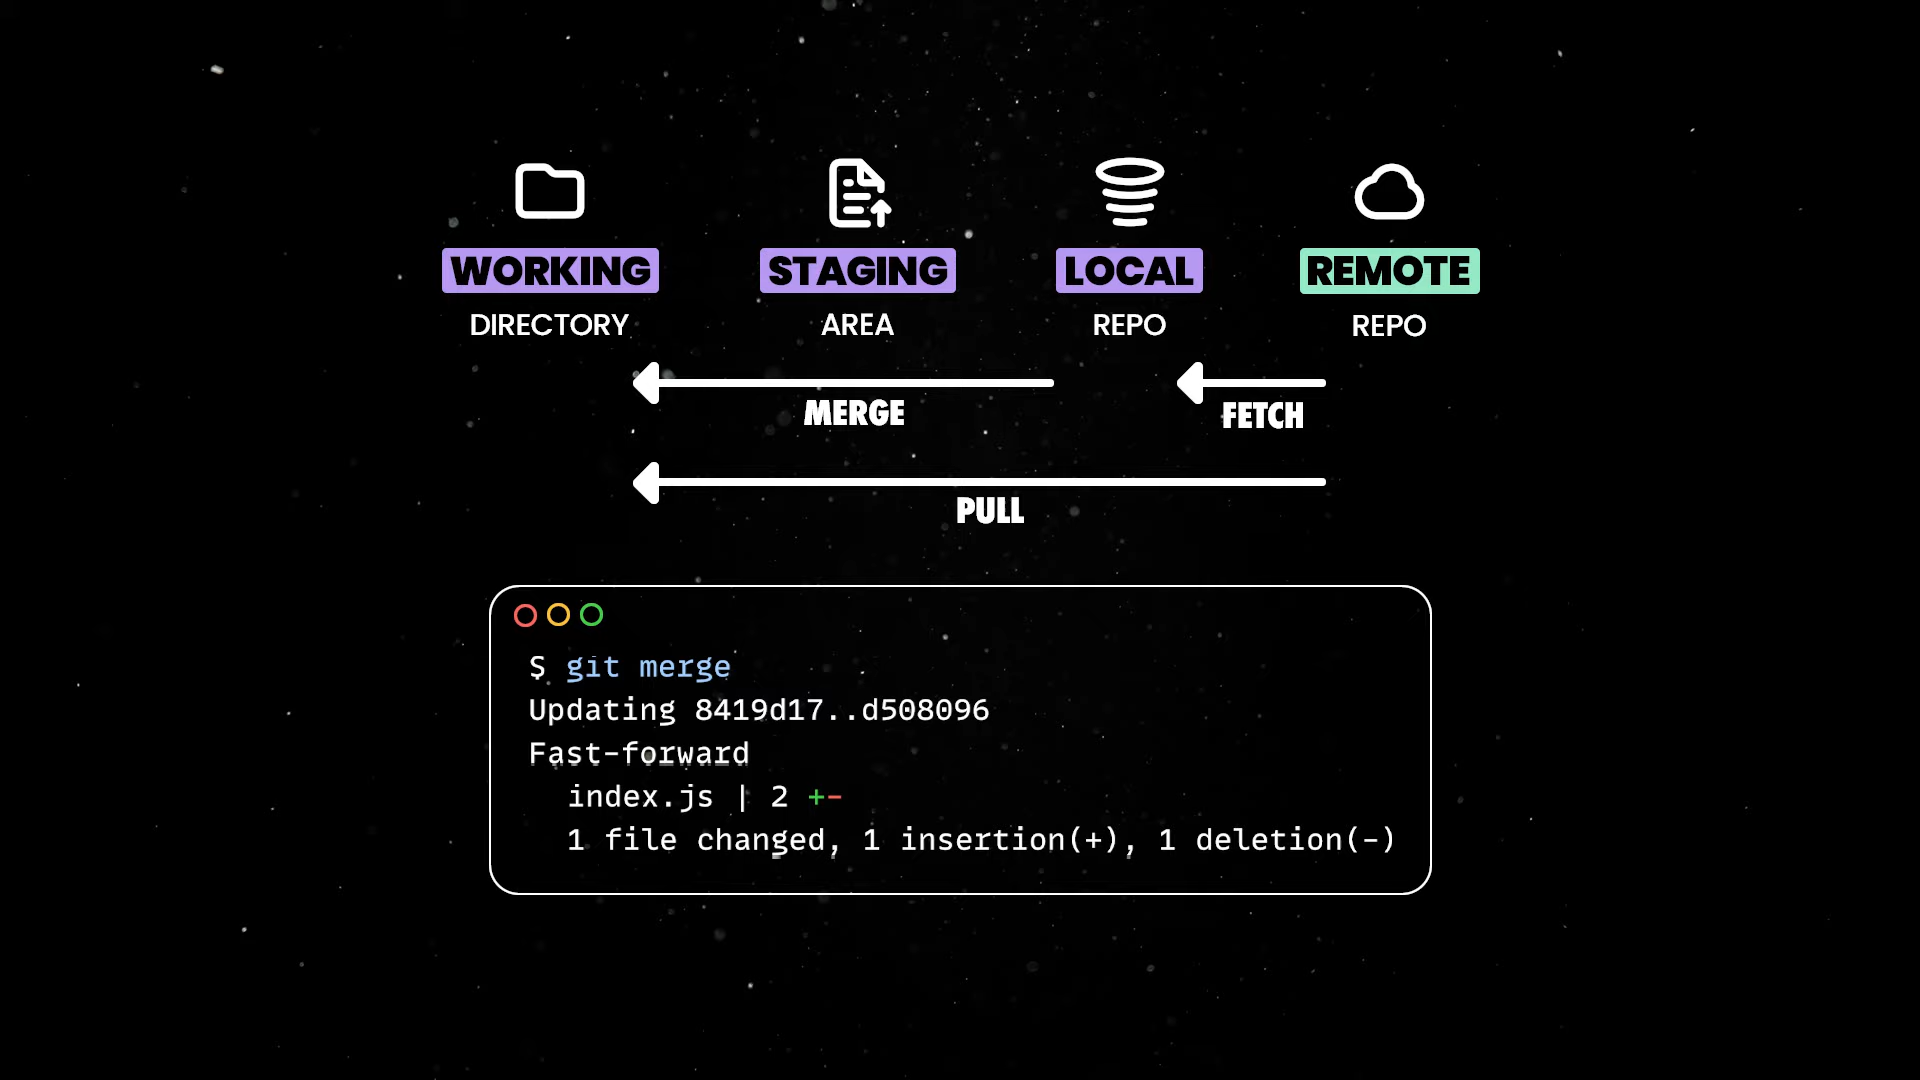 WORKING STAGING LOCAL REMOTE
DIRECTORY AREA REPO REPO
MERGE FETCH
PULL
$ git merge
Updating 8419d17..d508096
Fast-forward
index.js | 2 +-
1 file changed, 1 insertion(+), 1 deletion(-)